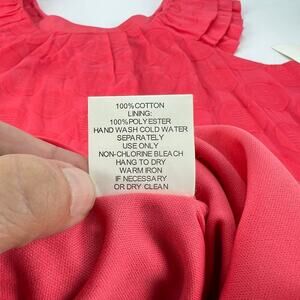 100%COTTON
LINING:
100%POLYESTER
HAND WASH COLD WATER
SEPARATELY
USE ONLY
NON-CHLORINE BLEACH
HANG TO DRY
WARM IRON
IF NECESSARY
OR DRY CLEAN